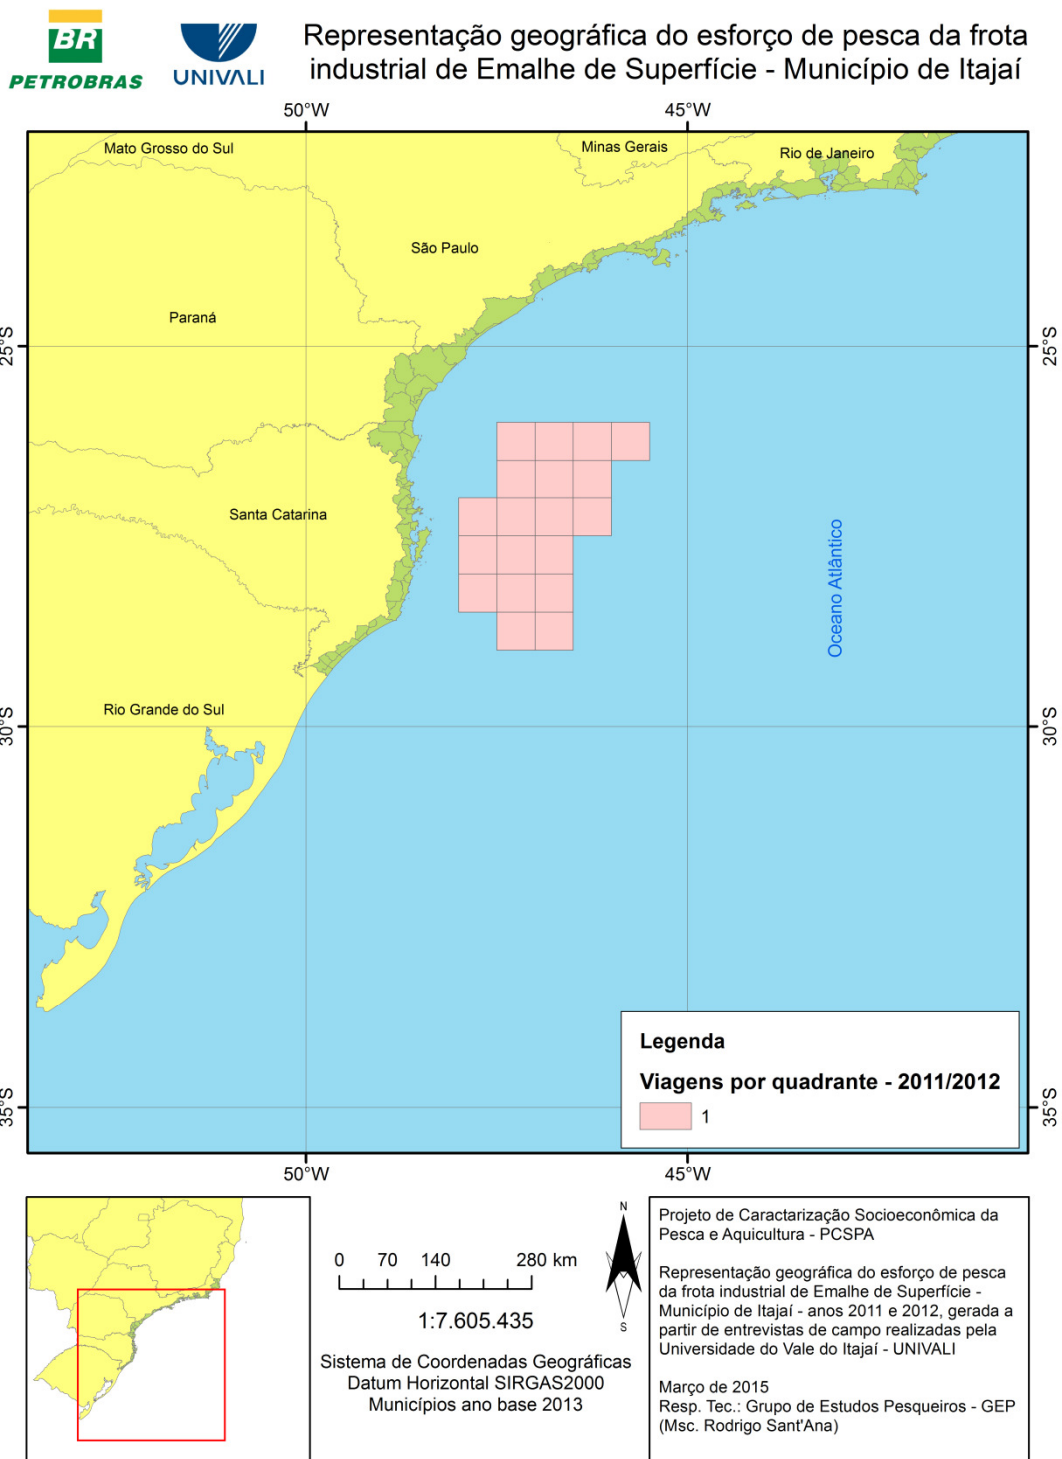 BR
PETROBRAS
UNIVALI
Representação geográfica do esforço de pesca da frota
industrial de Emalhe de Superfície - Município de Itajaí
50°W
45°W
Mato Grosso do Sul
Minas Gerais
Rio de Janeiro
São Paulo
Paraná
25°S
25°S
Santa Catarina
Oceano Atlântico
Rio Grande do Sul
30°S
30°S
Legenda
Viagens por quadrante - 2011/2012
1
35°S
35°S
50°W
45°W
0 70 140 280 km
1:7.605.435
Sistema de Coordenadas Geográficas
Datum Horizontal SIRGAS2000
Municípios ano base 2013
N
S
Projeto de Caractarização Socioeconômica da
Pesca e Aquicultura - PCSPA
Representação geográfica do esforço de pesca
da frota industrial de Emalhe de Superfície -
Município de Itajaí - anos 2011 e 2012, gerada a
partir de entrevistas de campo realizadas pela
Universidade do Vale do Itajaí - UNIVALI
Março de 2015
Resp. Tec.: Grupo de Estudos Pesqueiros - GEP
(Msc. Rodrigo Sant'Ana)